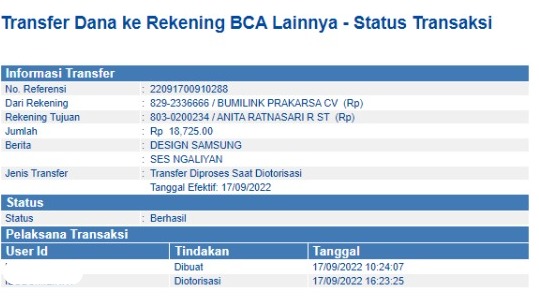 Transfer Dana ke Rekening BCA Lainnya - Status Transaksi
Informasi Transfer
No. Referensi : 22091700910288
Dari Rekening : 829-2336666 / BUMILINK PRAKARSA CV (Rp)
Rekening Tujuan : 803-0200234 / ANITA RATNASARI R ST (Rp)
Jumlah : Rp 18,725.00
Berita : DESIGN SAMSUNG
: SES NGALIYAN
Jenis Transfer : Transfer Diproses Saat Diotorisasi
Tanggal Efektif: 17/09/2022
Status
Status : Berhasil
Pelaksana Transaksi
User Id Tindakan Tanggal
Dibuat 17/09/2022 10:24:07
Diotorisasi 17/09/2022 16:23:25